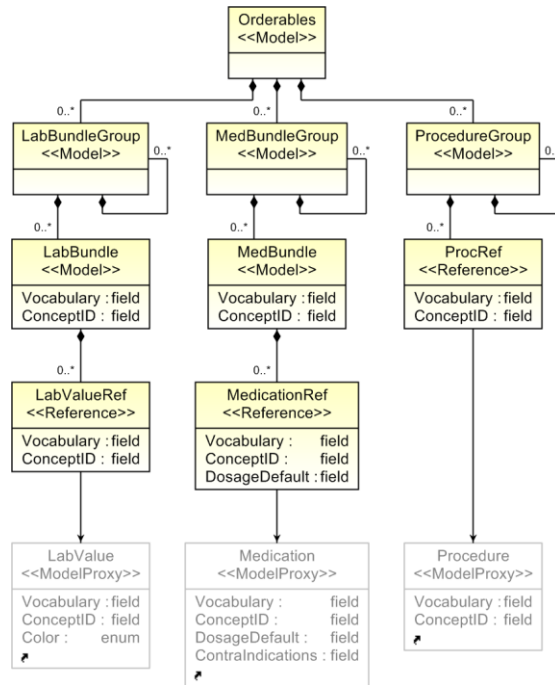 Orderables
<<Model>>
0..*
0..*
0..*
LabBundleGroup
<<Model>>
0..*
MedBundleGroup
<<Model>>
0..*
ProcedureGroup
<<Model>>
0..*
0..*
0..*
LabBundle
<<Model>>
Vocabulary : field
ConceptID : field
MedBundle
<<Model>>
Vocabulary : field
ConceptID : field
ProcRef
<<Reference>>
Vocabulary : field
ConceptID : field
0..*
0..*
LabValueRef
<<Reference>>
Vocabulary : field
ConceptID : field
MedicationRef
<<Reference>>
Vocabulary : field
ConceptID : field
DosageDefault : field
LabValue
<<ModelProxy>>
Vocabulary : field
ConceptID : field
Color : enum
Medication
<<ModelProxy>>
Vocabulary : field
ConceptID : field
DosageDefault : field
ContraIndications : field
Procedure
<<ModelProxy>>
Vocabulary : field
ConceptID : field